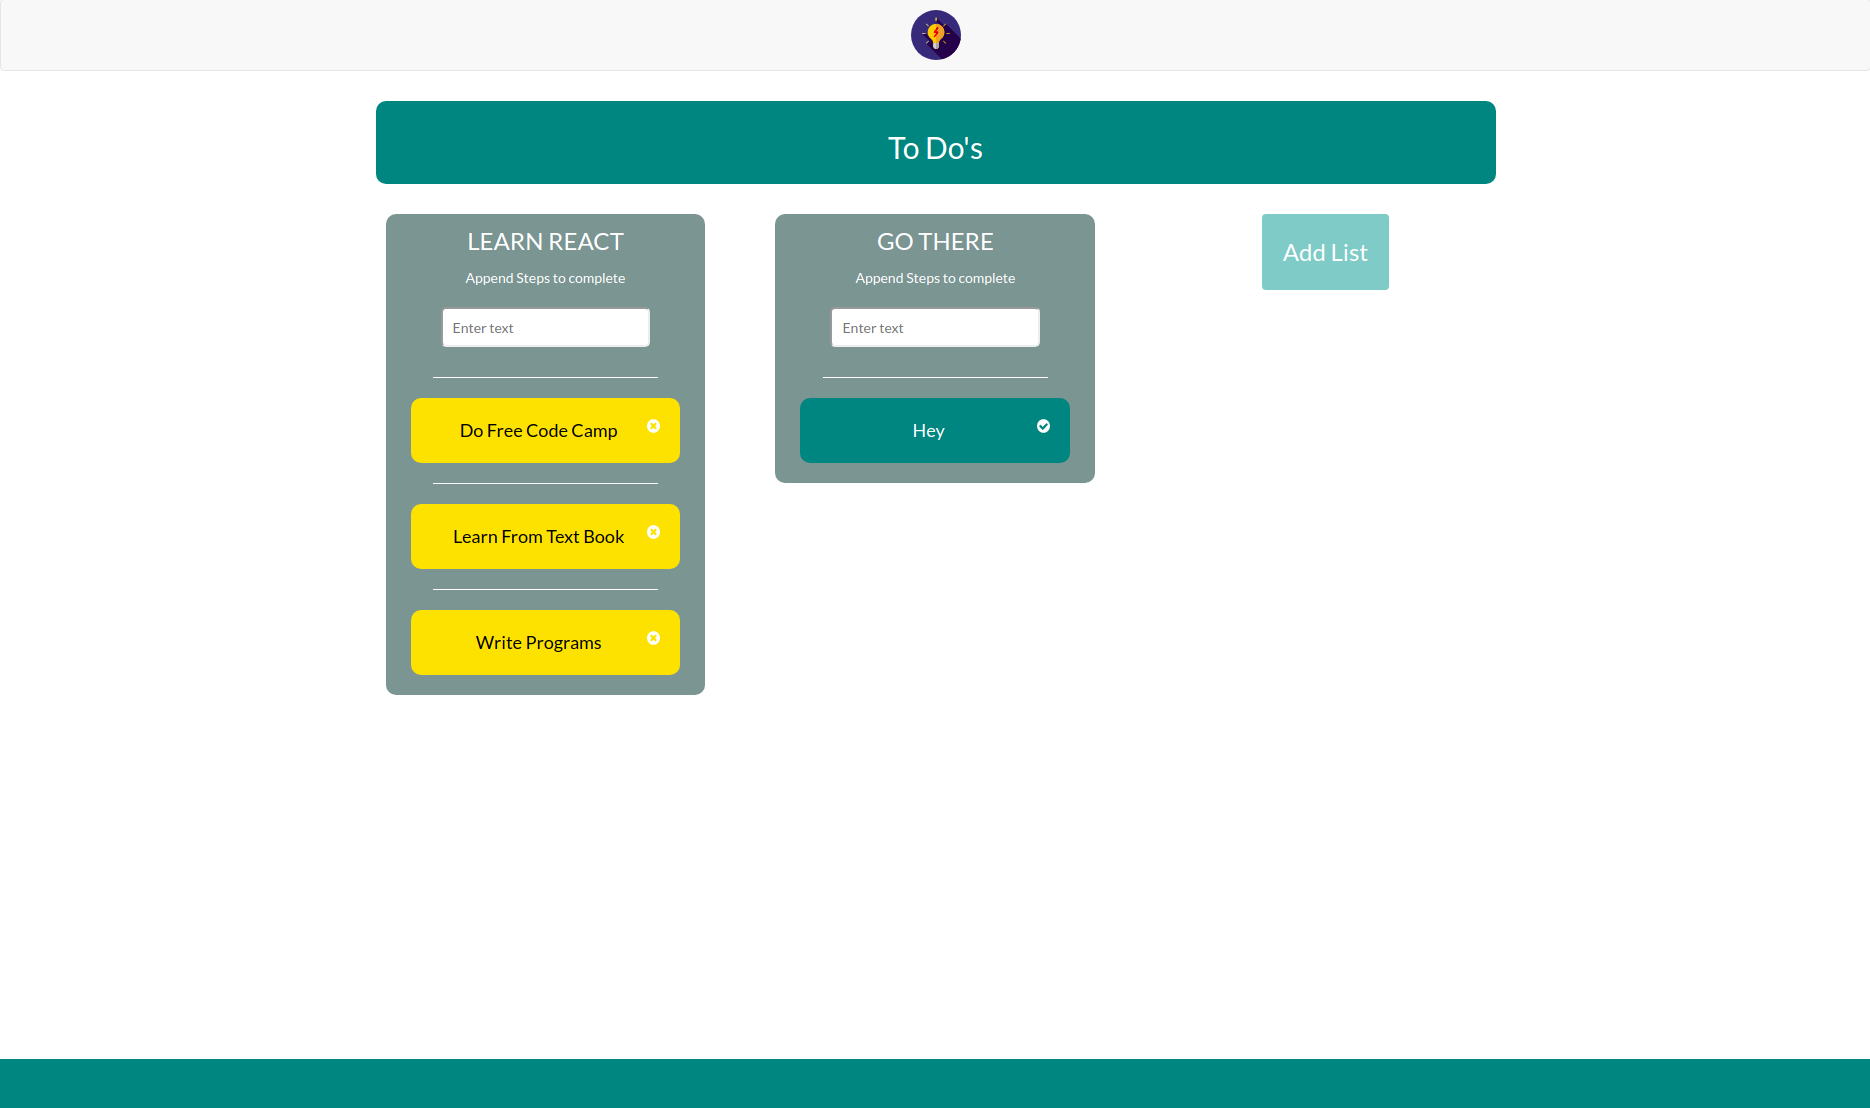 To Do's
LEARN REACT
Append Steps to complete
Enter text
Do Free Code Camp
Learn From Text Book
Write Programs
GO THERE
Append Steps to complete
Enter text
Hey
Add List